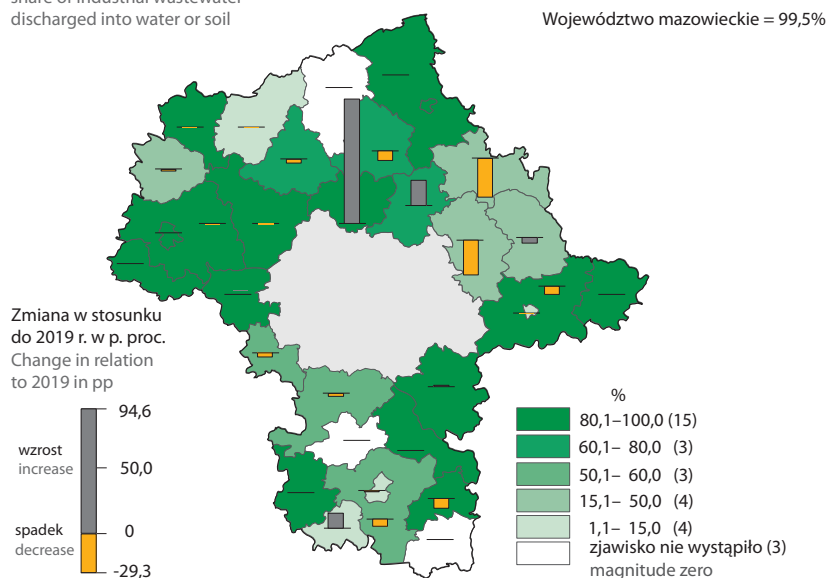 share of industrial wastewater
discharged into water or soil
Województwo mazowieckie = 99,5%
Zmiana w stosunku
do 2019 r. w p. proc.
Change in relation
to 2019 in pp
94,6
wzrost
increase
50,0
spadek
decrease
0
-29,3
%
80,1–100,0 (15)
60,1– 80,0 (3)
50,1– 60,0 (3)
15,1– 50,0 (4)
1,1– 15,0 (4)
zjawisko nie wystąpiło (3)
magnitude zero